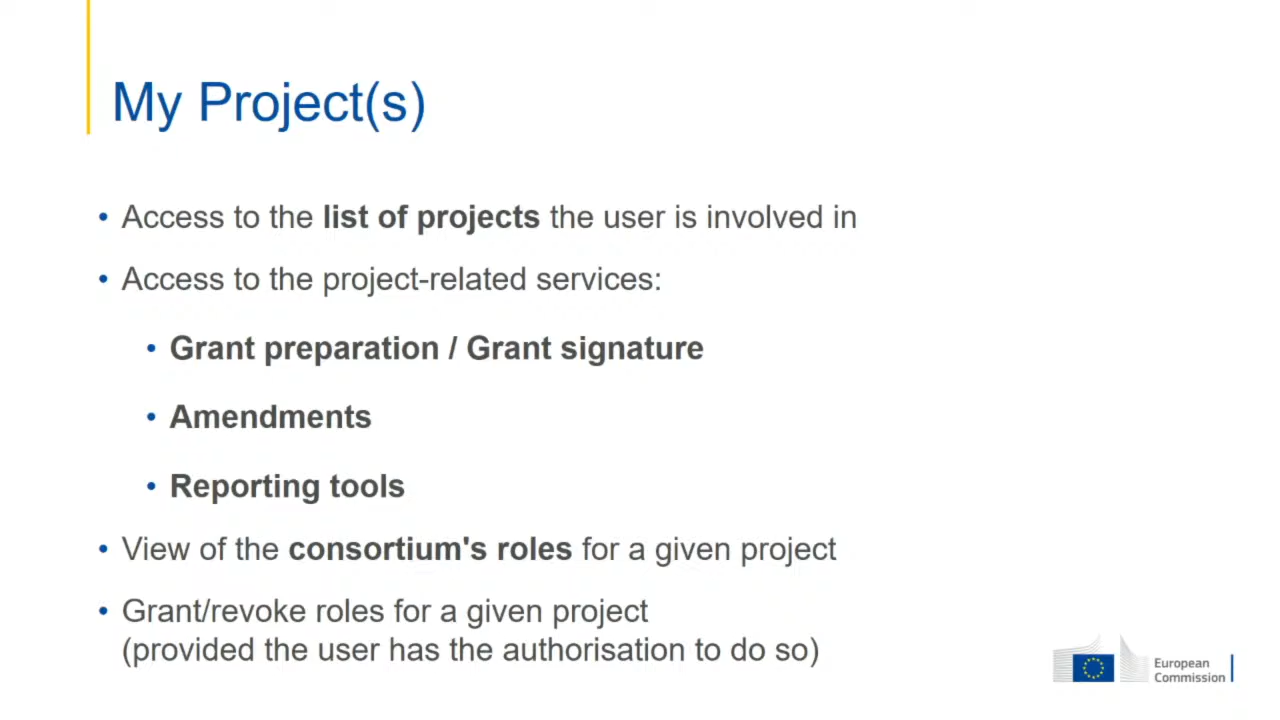 My Project(s)
• Access to the list of projects the user is involved in
• Access to the project-related services:
• Grant preparation / Grant signature
• Amendments
• Reporting tools
• View of the consortium's roles for a given project
• Grant/revoke roles for a given project
(provided the user has the authorisation to do so)
European
Commission